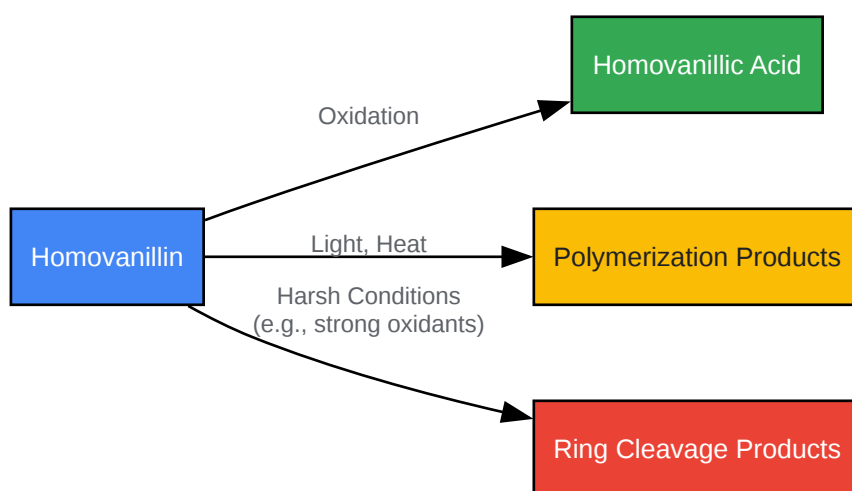 Homovanillic Acid
Oxidation
Homovanillin
Light, Heat
Polymerization Products
Harsh Conditions
(e.g., strong oxidants)
Ring Cleavage Products